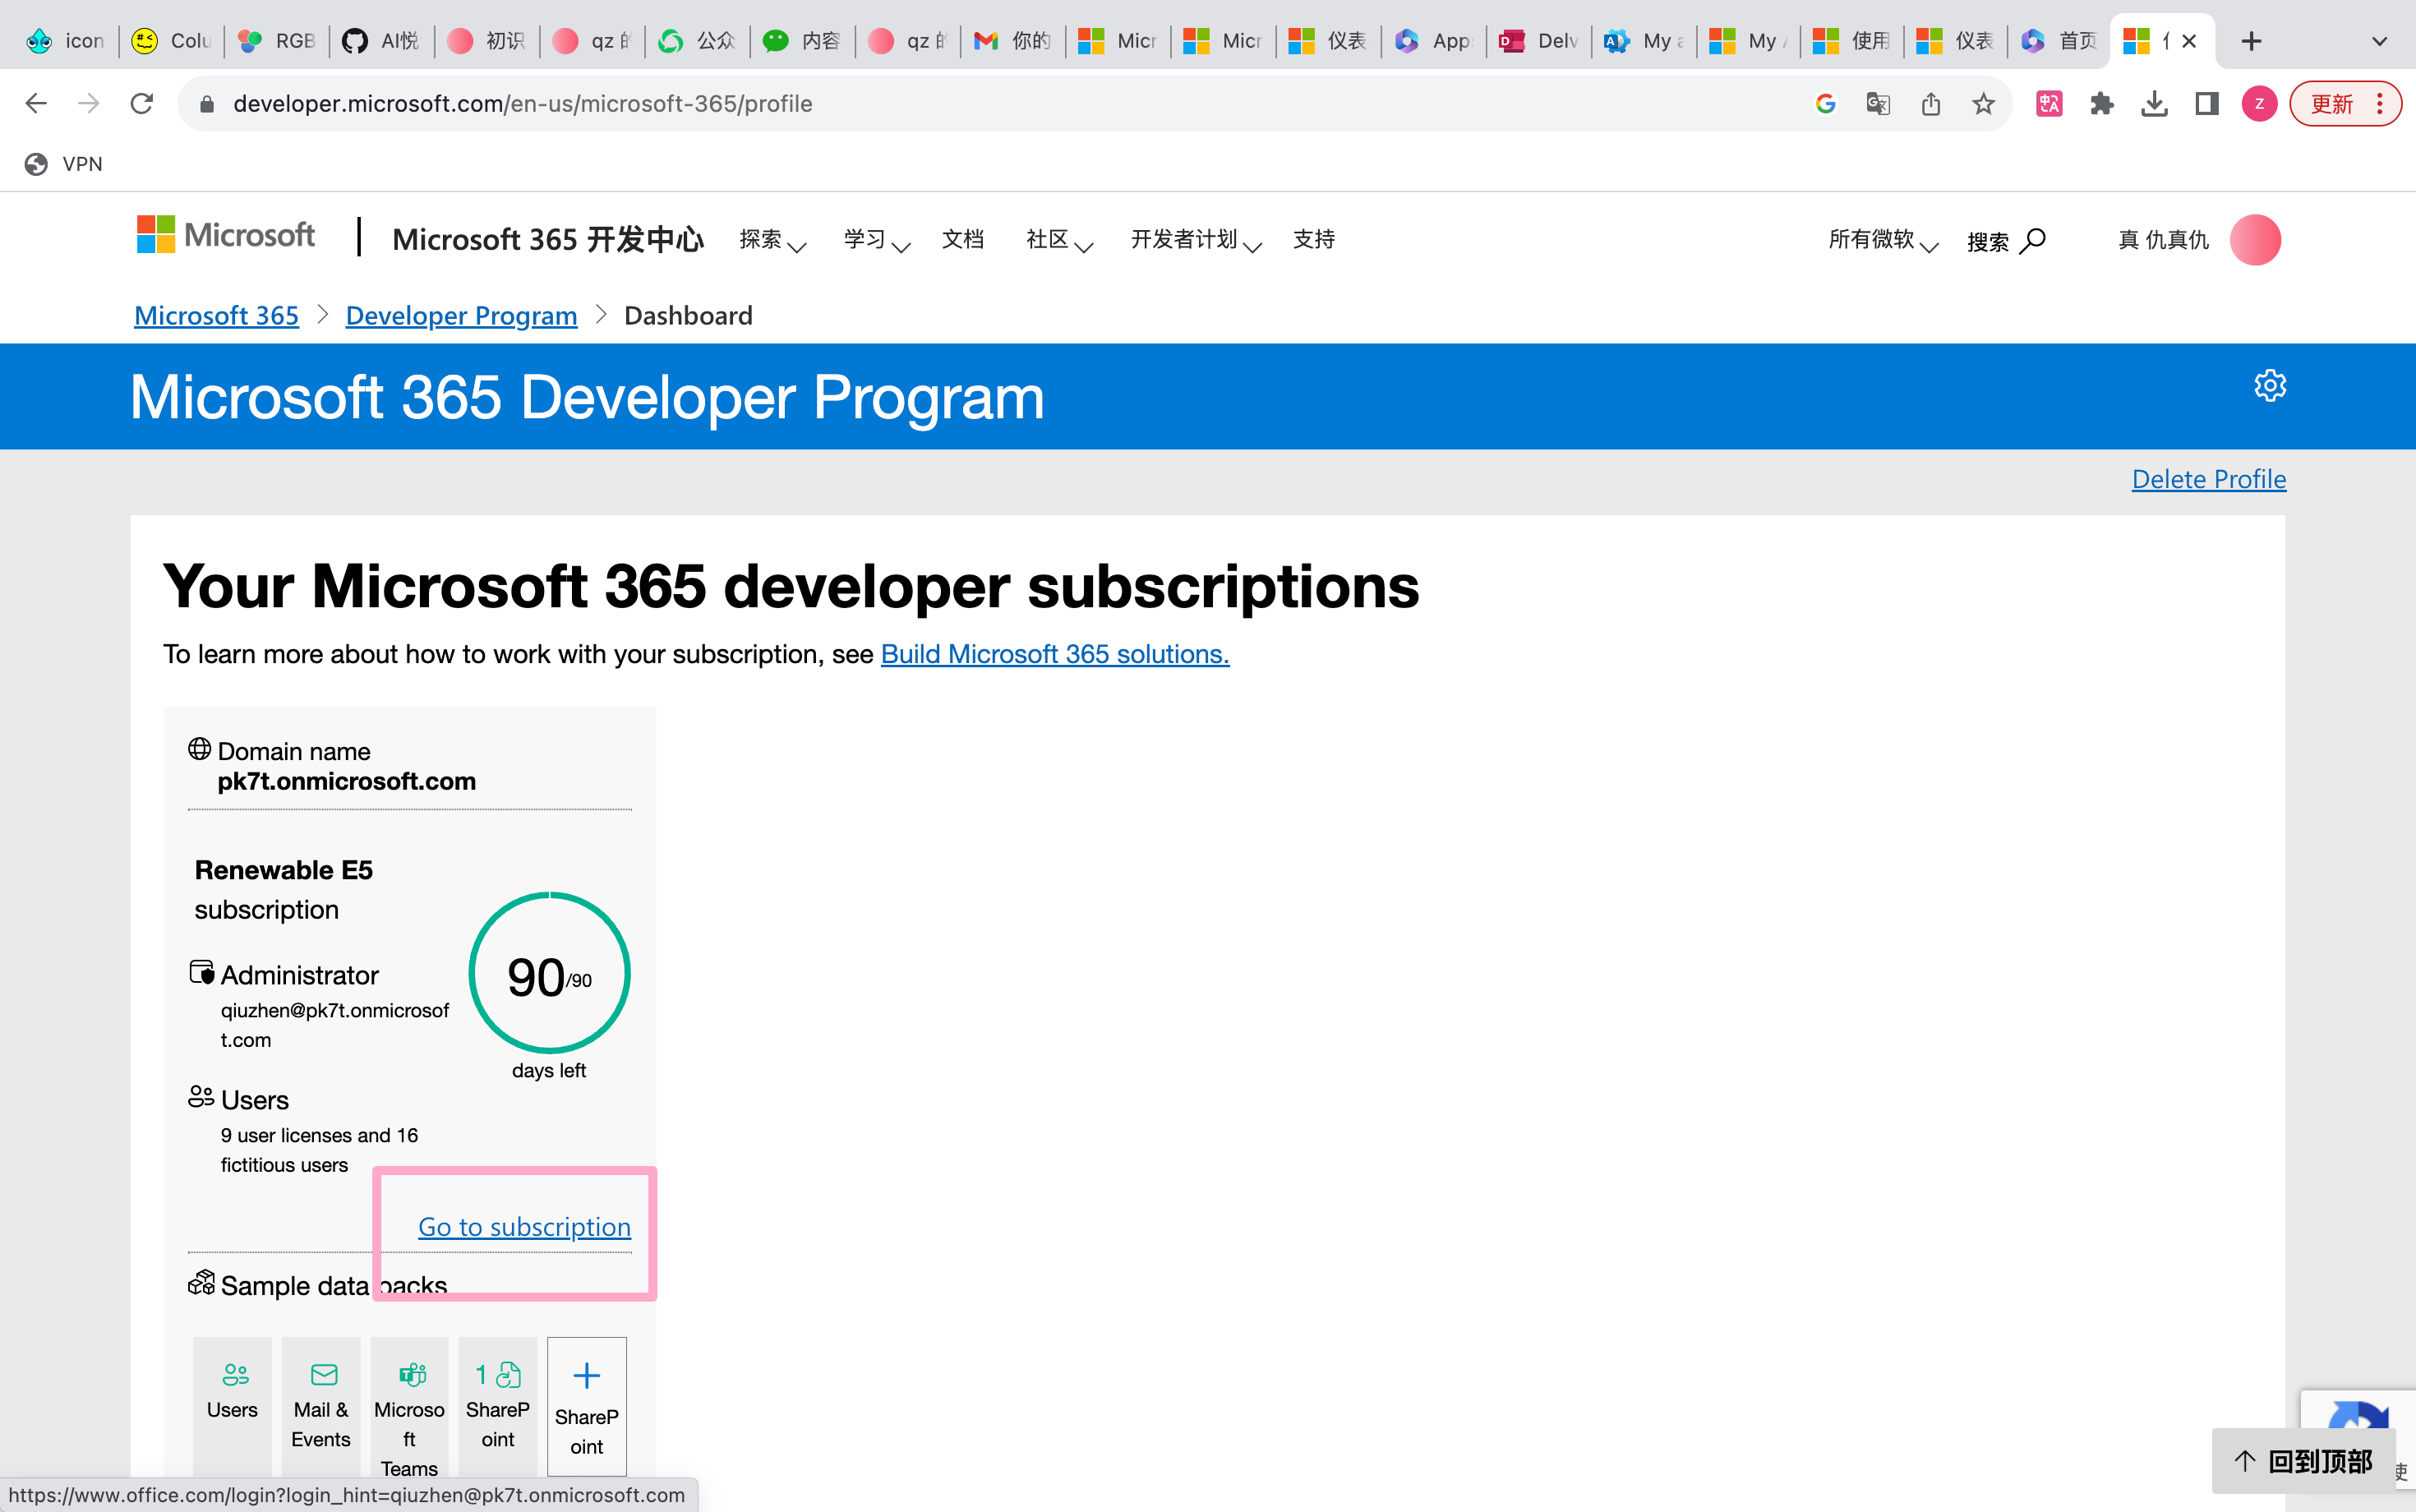 icon
Colu
RGB
AI悦
初识
qz 的
公众
内容
qz 的
你的
Micr
Micr
仪表
App
Delv
My a
My A
使用
仪表
首页
developer.microsoft.com/en-us/microsoft-365/profile
Z
更新
VPN
Microsoft
Microsoft 365 开发中心
探索
学习
文档
社区
开发者计划
支持
所有微软
搜索
真 仇真仇
Microsoft 365 > Developer Program > Dashboard
Microsoft 365 Developer Program
Delete Profile
Your Microsoft 365 developer subscriptions
To learn more about how to work with your subscription, see Build Microsoft 365 solutions.
Domain name
pk7t.onmicrosoft.com
Renewable E5
subscription
90/90
days left
Administrator
qiuzhen@pk7t.onmicrosof
t.com
Users
9 user licenses and 16
fictitious users
Go to subscription
Sample data packs
Users
Mail &
Events
Microso
ft
Teams
1
ShareP
oint
ShareP
oint
回到顶部
https://www.office.com/login?login_hint=qiuzhen@pk7t.onmicrosoft.com